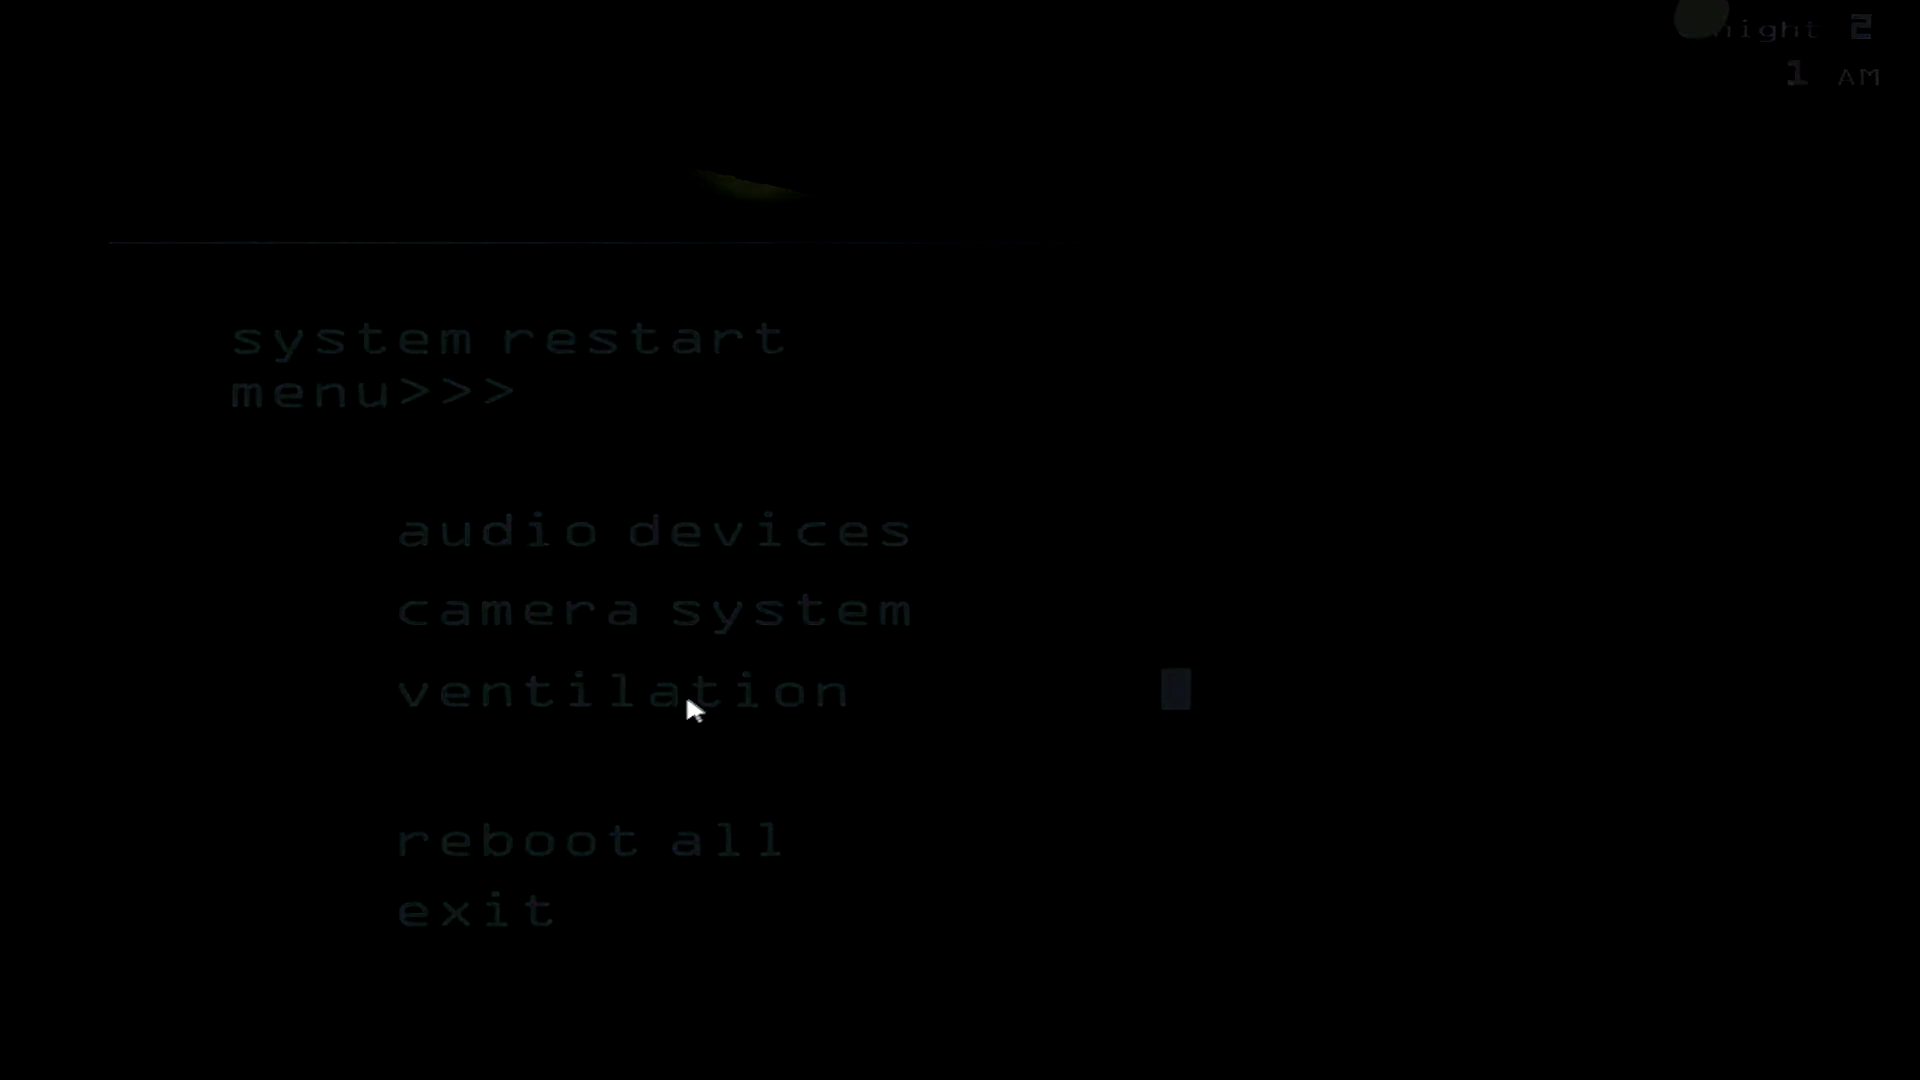 night 2
1 AM
system restart
menu>>>
audio devices
camera system
ventilation
reboot all
exit